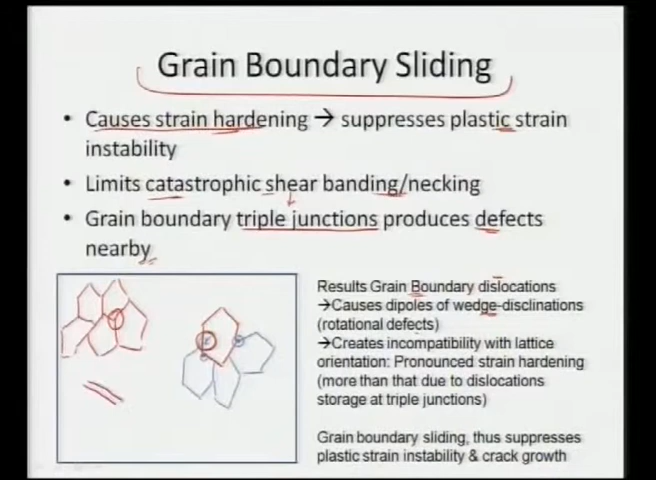 Grain Boundary Sliding
• Causes strain hardening → suppresses plastic strain
instability
• Limits catastrophic shear banding/necking
• Grain boundary triple junctions produces defects
nearby
Results Grain Boundary dislocations
→Causes dipoles of wedge-disclinations
(rotational defects)
→Creates incompatibility with lattice
orientation: Pronounced strain hardening
(more than that due to dislocations
storage at triple junctions)
Grain boundary sliding, thus suppresses
plastic strain instability & crack growth